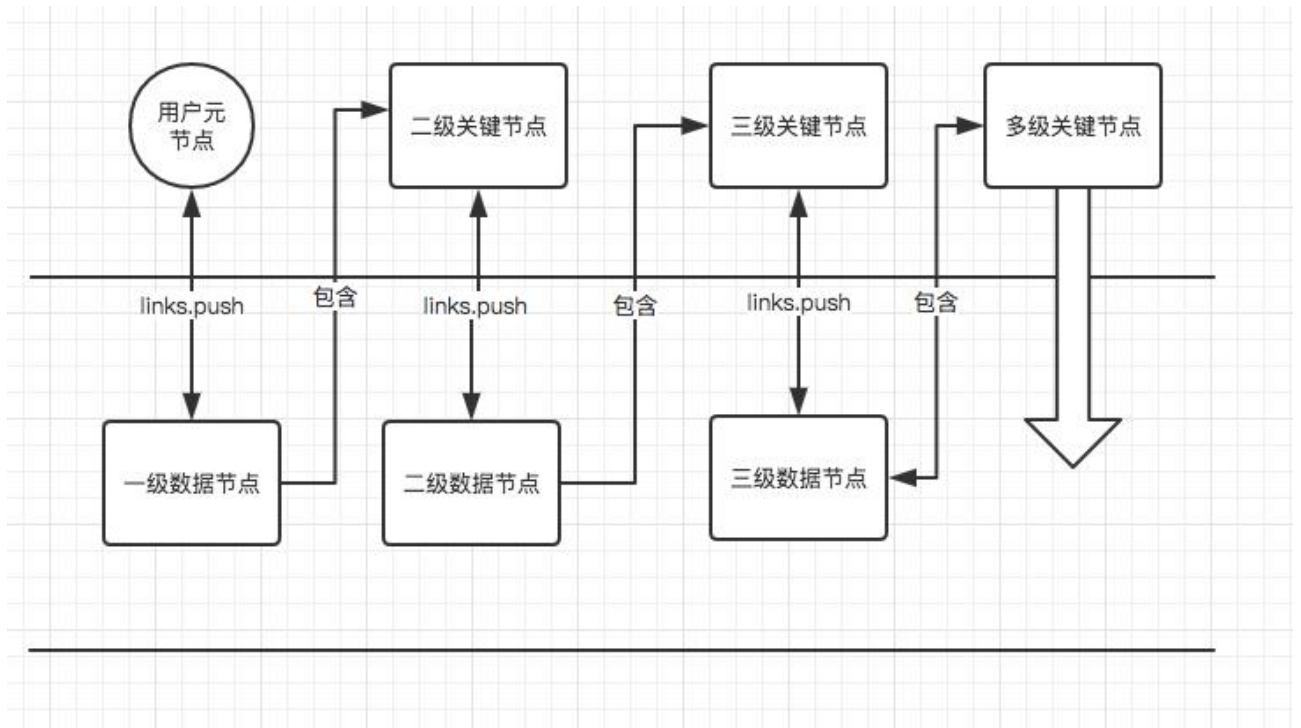 用户元
节点
二级关键节点
三级关键节点
多级关键节点
links.push
包含
links.push
包含
links.push
包含
一级数据节点
二级数据节点
三级数据节点